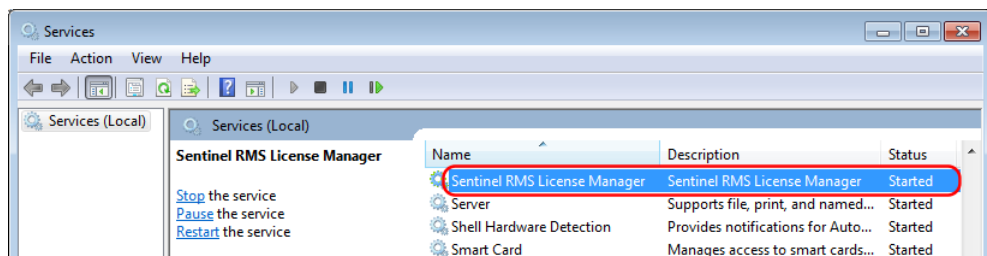 Services
File Action View Help
Services (Local)
Services (Local)
Sentinel RMS License Manager
Stop the service
Pause the service
Restart the service
Name Description Status
Sentinel RMS License Manager Sentinel RMS License Manager Started
Server Supports file, print, and named... Started
Shell Hardware Detection Provides notifications for Auto... Started
Smart Card Manages access to smart cards... Started